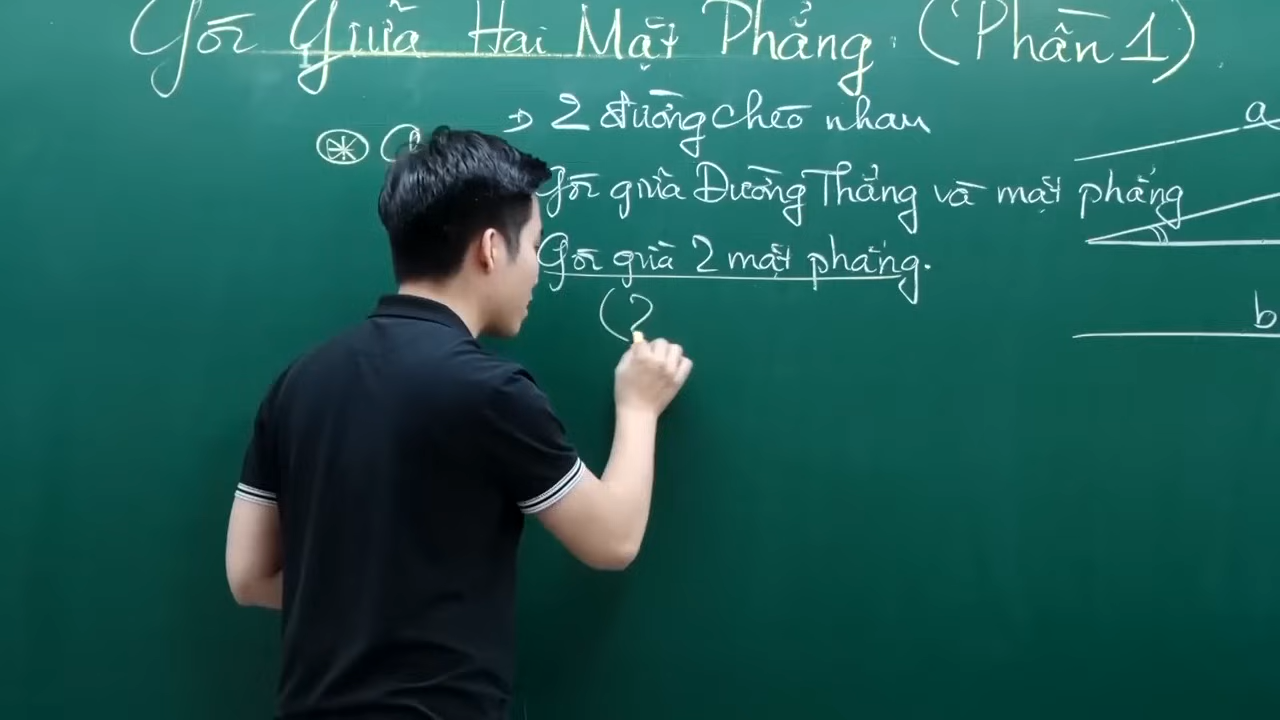 Góc Giữa Hai Mặt Phẳng. (Phần 1)
→ 2 đường chéo nhau
Góc giữa Đường Thẳng và mặt phẳng
Góc giữa 2 mặt phẳng.
(2
a
b